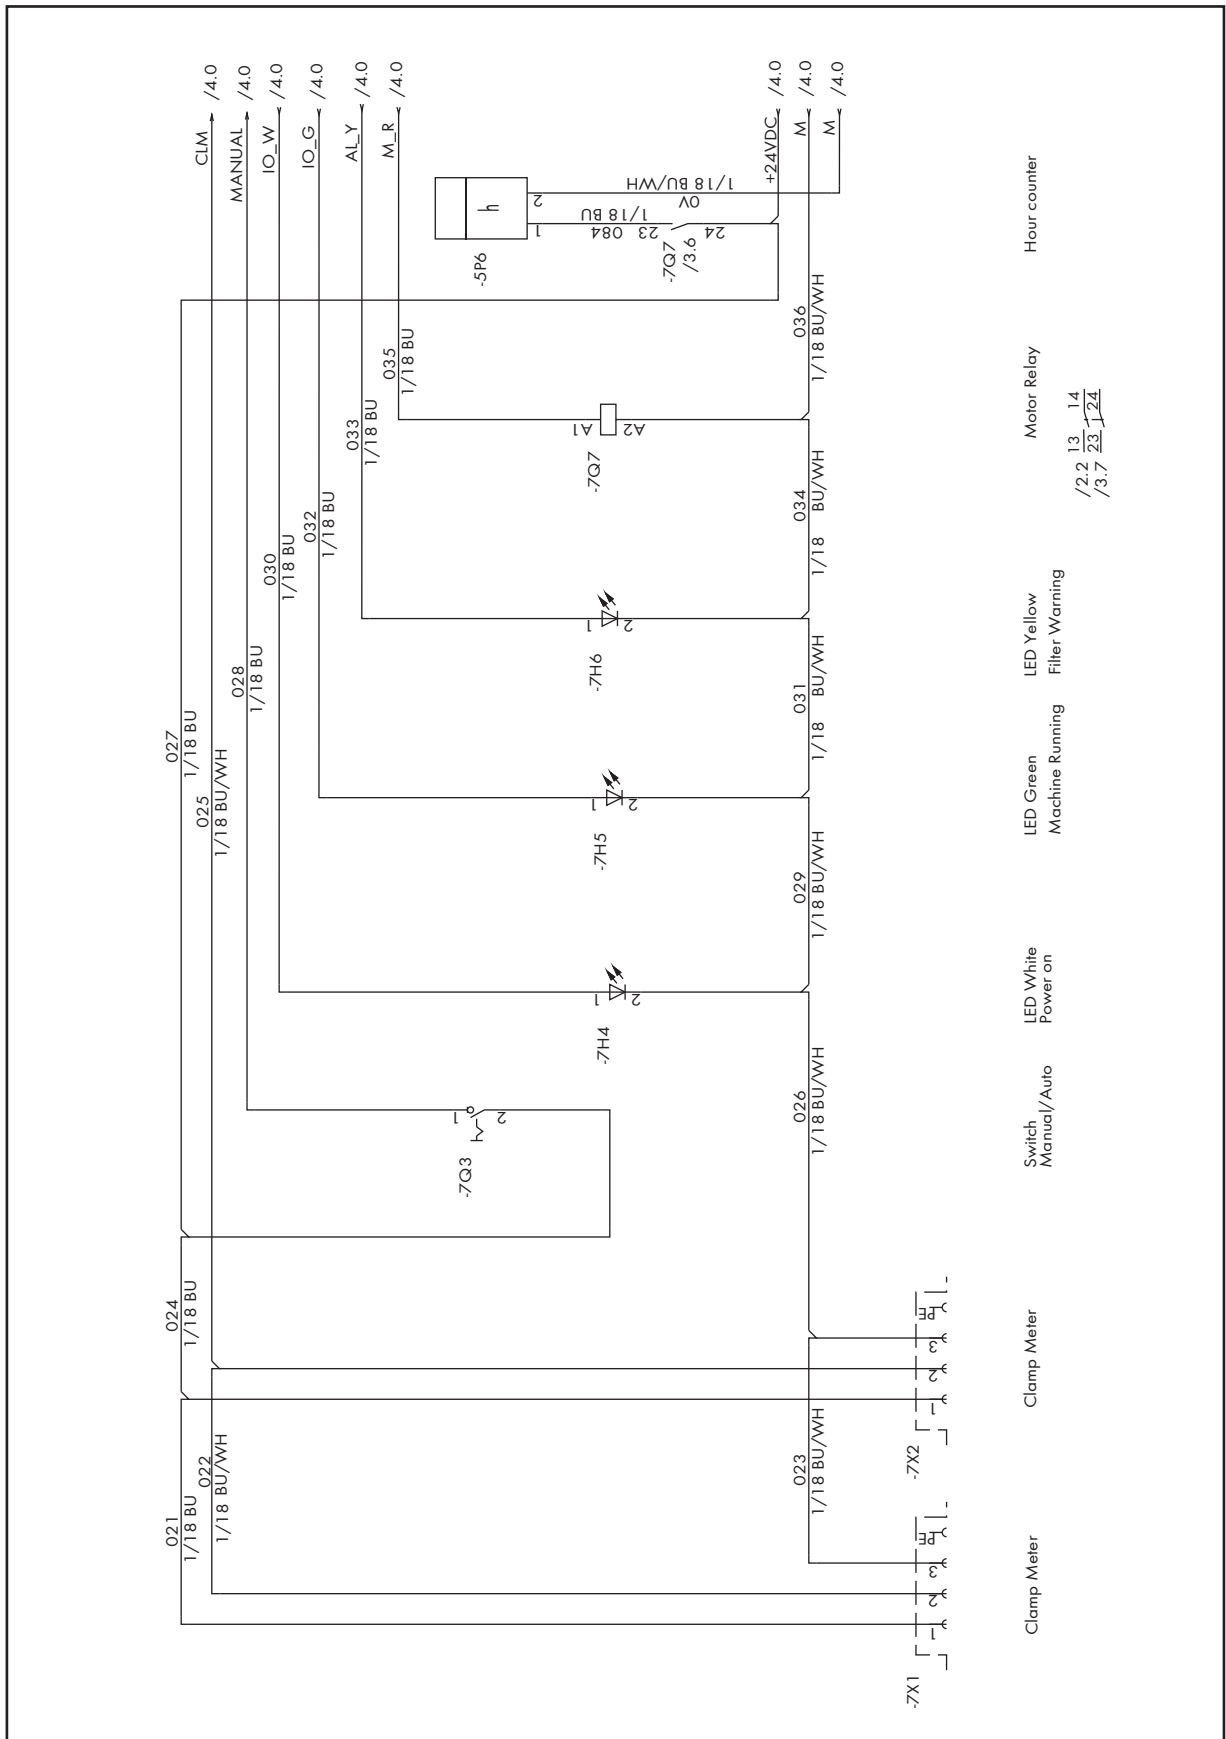 CLM /4.0
MANUAL /4.0
IO_W /4.0
IO_G /4.0
AL_Y /4.0
M_R /4.0
+24VDC /4.0
M /4.0
M /4.0
021
1/18 BU
022
1/18 BU/WH
023
1/18 BU/WH
024
1/18 BU
025
1/18 BU/WH
026
1/18 BU/WH
027
1/18 BU
028
1/18 BU
029
1/18 BU/WH
030
1/18 BU
031
1/18 BU/WH
032
1/18 BU
033
1/18 BU
034
1/18 BU/WH
035
1/18 BU
036
1/18 BU/WH
-7X1
1
2
3
PE
-7X2
1
2
3
PE
-7Q3
1
2
-7H4
1
2
-7H5
1
2
-7H6
1
2
-7Q7
A1
A2
-5P6
h
1
2
084
1/18 BU
0V
1/18 BU/WH
-7Q7
/3.6
23
24
Clamp Meter
Clamp Meter
Switch
Manual/Auto
LED White
Power on
LED Green
Machine Running
LED Yellow
Filter Warning
Motor Relay
/2.2 13 14
/3.7 23 24
Hour counter